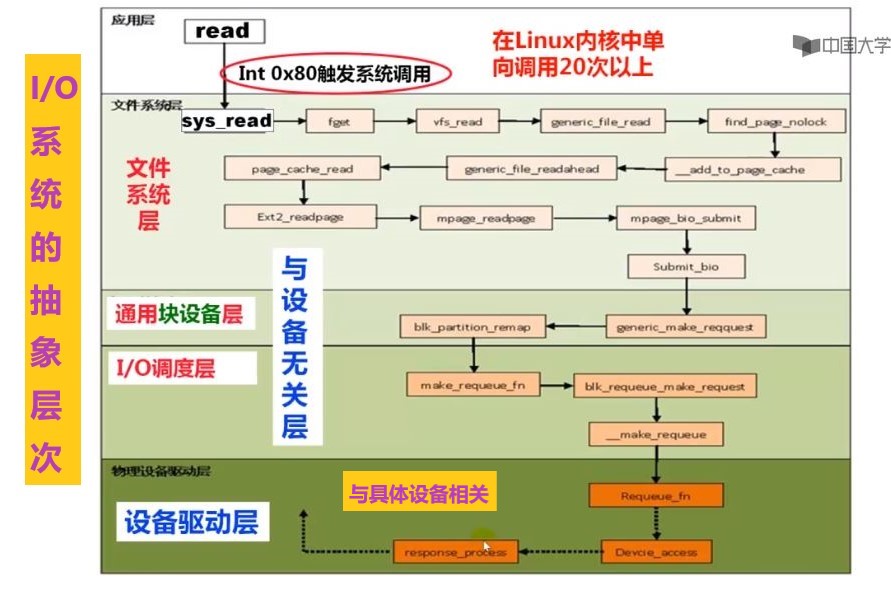 应用层
read
Int 0x80触发系统调用
在Linux内核中单
向调用20次以上
中国大学
I/O
系
统
的
抽
象
层
次
文件系统层
sys_read
fget
vfs_read
generic_file_read
find_page_nolock
文件
系统
层
page_cache_read
generic_file_readahead
__add_to_page_cache
Ext2_readpage
mpage_readpage
mpage_bio_submit
Submit_bio
与
设
备
无
关
层
通用块设备层
blk_partition_remap
generic_make_reqquest
I/O调度层
make_requeue_fn
blk_requeue_make_request
__make_requeue
物理设备驱动层
与具体设备相关
Requeue_fn
设备驱动层
response_process
Devcie_access